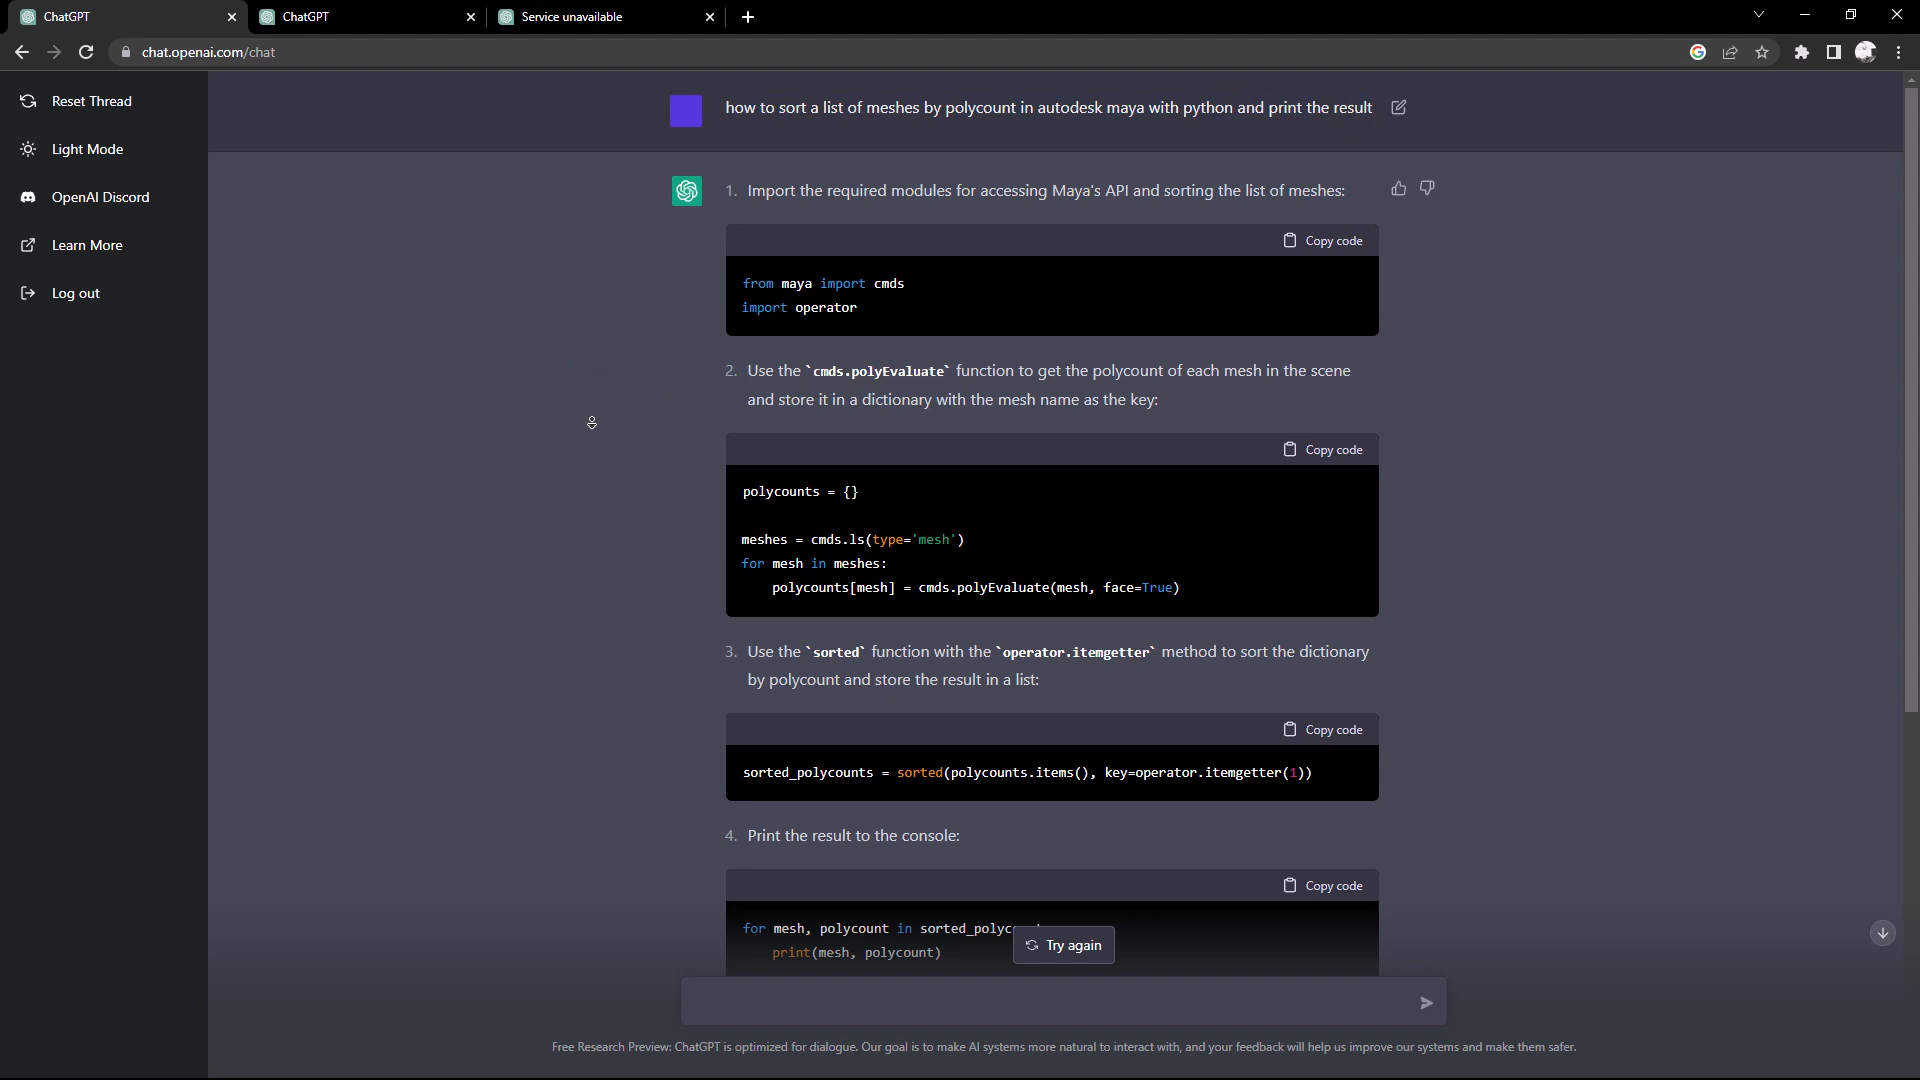 ChatGPT
ChatGPT
Service unavailable
chat.openai.com/chat
Reset Thread
Light Mode
OpenAI Discord
Learn More
Log out
how to sort a list of meshes by polycount in autodesk maya with python and print the result
1. Import the required modules for accessing Maya's API and sorting the list of meshes:
Copy code
from maya import cmds
import operator
2. Use the `cmds.polyEvaluate` function to get the polycount of each mesh in the scene
and store it in a dictionary with the mesh name as the key:
Copy code
polycounts = {}
meshes = cmds.ls(type='mesh')
for mesh in meshes:
    polycounts[mesh] = cmds.polyEvaluate(mesh, face=True)
3. Use the `sorted` function with the `operator.itemgetter` method to sort the dictionary
by polycount and store the result in a list:
Copy code
sorted_polycounts = sorted(polycounts.items(), key=operator.itemgetter(1))
4. Print the result to the console:
Copy code
for mesh, polycount in
    print(mesh, polycount)
Try again
Free Research Preview: ChatGPT is optimized for dialogue. Our goal is to make AI systems more natural to interact with, and your feedback will help us improve our systems and make them safer.